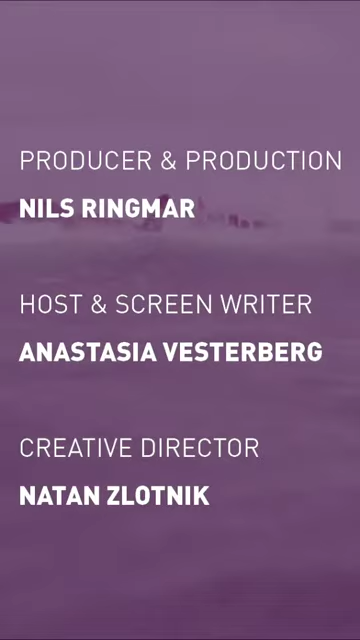 PRODUCER & PRODUCTION
NILS RINGMAR
HOST & SCREEN WRITER
ANASTASIA VESTERBERG
CREATIVE DIRECTOR
NATAN ZLOTNIK